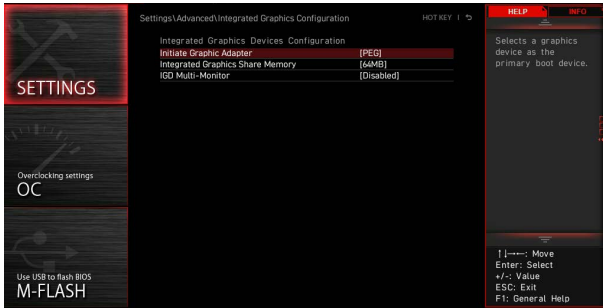 Settings\Advanced\Integrated Graphics Configuration
HOT KEY | ⮌
Integrated Graphics Devices Configuration
Initiate Graphic Adapter [PEG]
Integrated Graphics Share Memory [64MB]
IGD Multi-Monitor [Disabled]
SETTINGS
Overclocking settings
OC
Use USB to flash BIOS
M-FLASH
HELP INFO
Selects a graphics
device as the
primary boot device.
↑↓→←: Move
Enter: Select
+/-: Value
ESC: Exit
F1: General Help